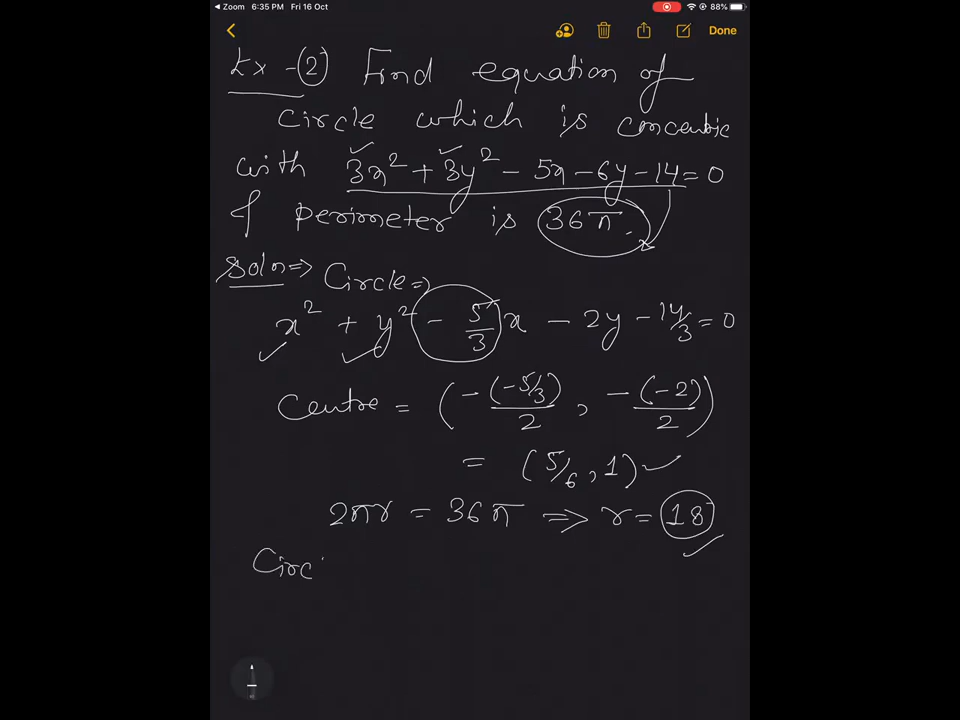 Zoom 6:35 PM Fri 16 Oct 88%
Done
Ex - (2) Find equation of
circle which is concentric
with 3x² + 3y² - 5x - 6y - 14 = 0
& perimeter is 36π.
Soln => Circle =>
x² + y² - 5/3 x - 2y - 14/3 = 0
Centre = (-(-5/3)/2, -(-2)/2)
= (5/6, 1)
2πr = 36π => r = 18
Circ